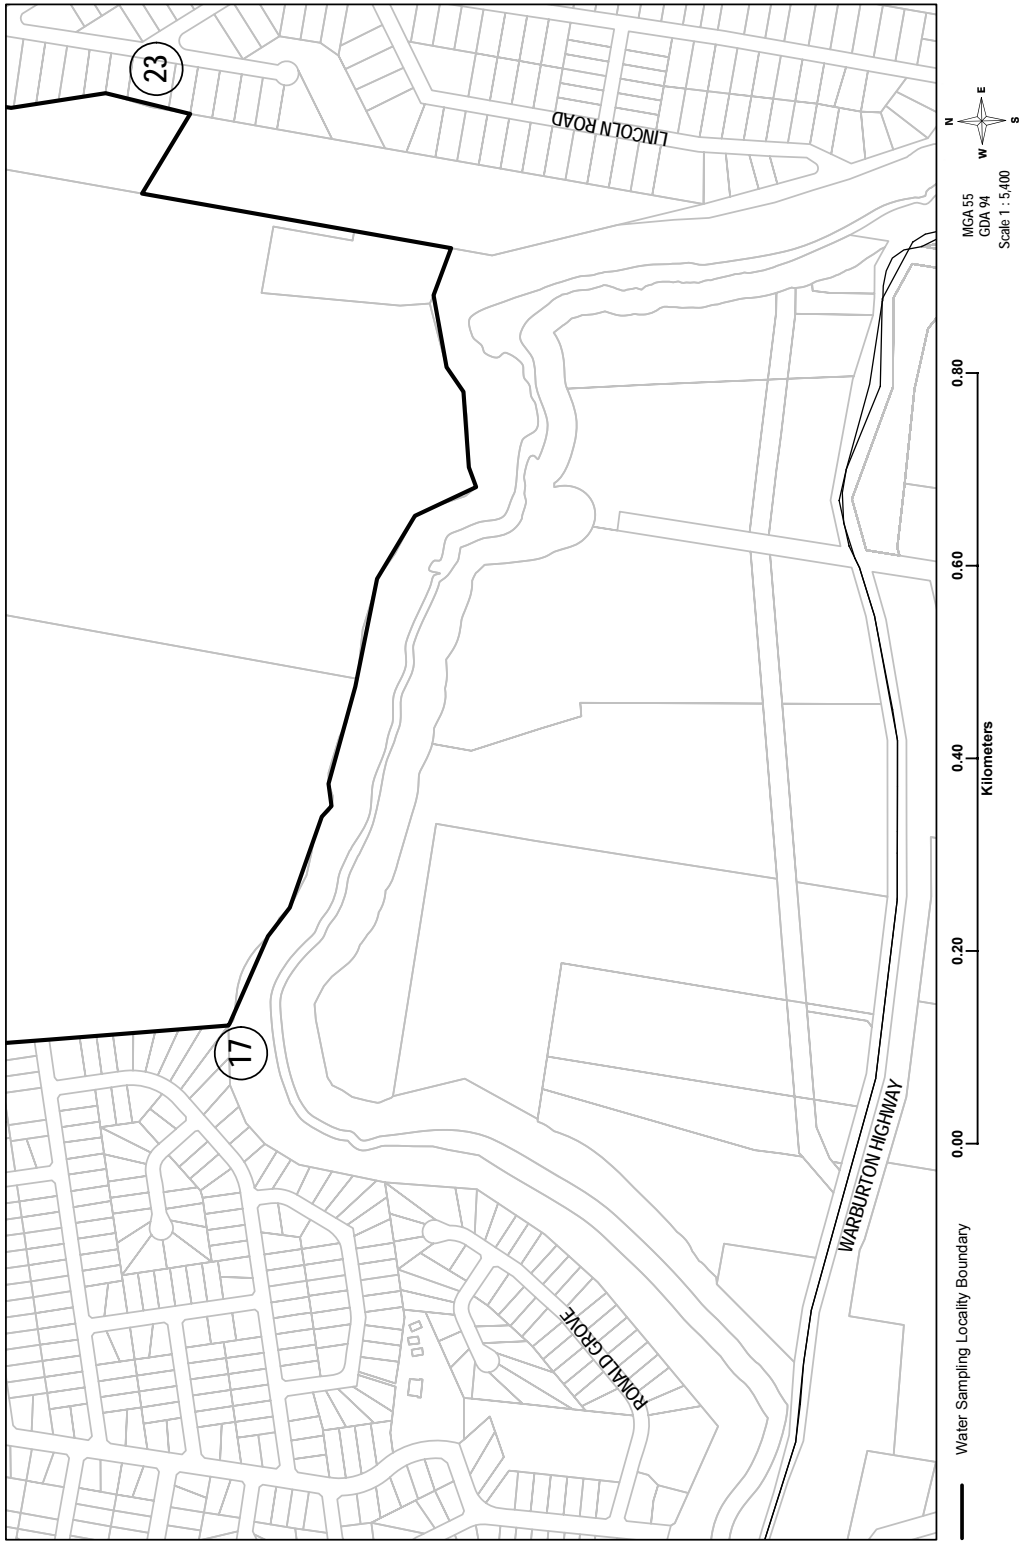 23
LINCOLN ROAD
17
RONALD GROVE
WARBURTON HIGHWAY
Water Sampling Locality Boundary
0.00 0.20 0.40 0.60 0.80
Kilometers
MGA 55
GDA 94
Scale 1 : 5,400
N
W E
S